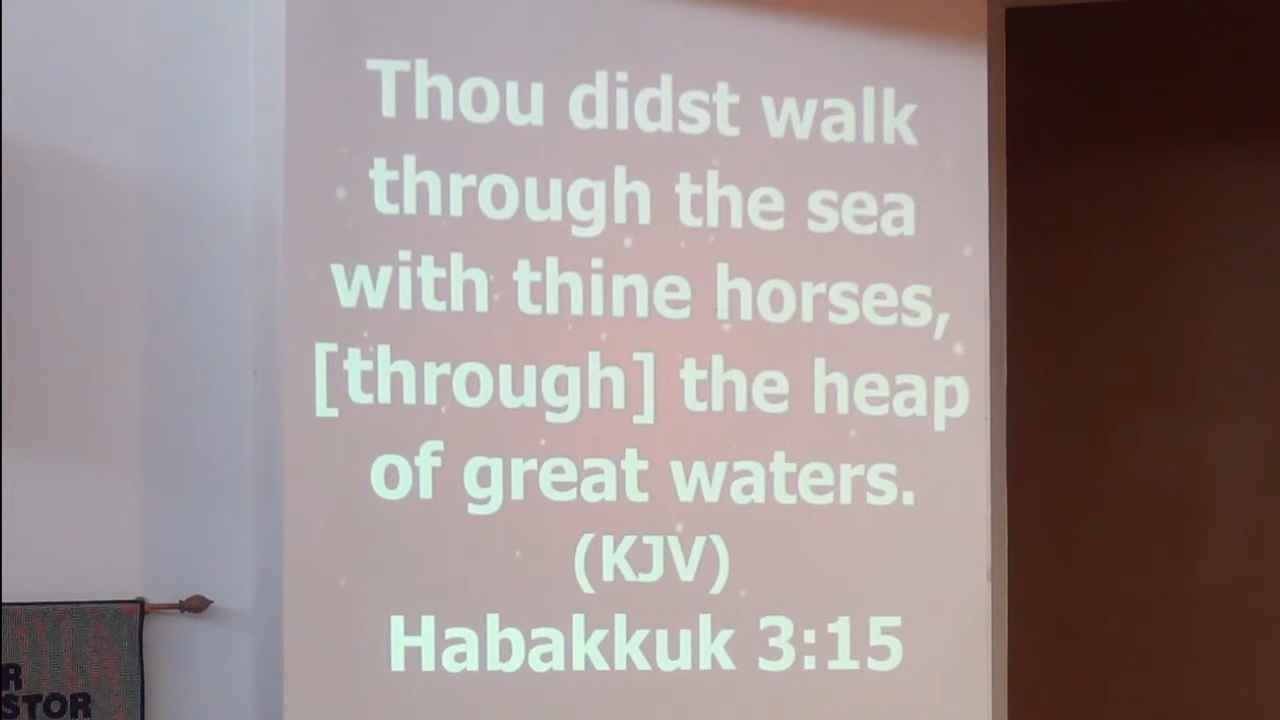 Thou didst walk
through the sea
with thine horses,
[through] the heap
of great waters.
(KJV)
Habakkuk 3:15
R
STOR